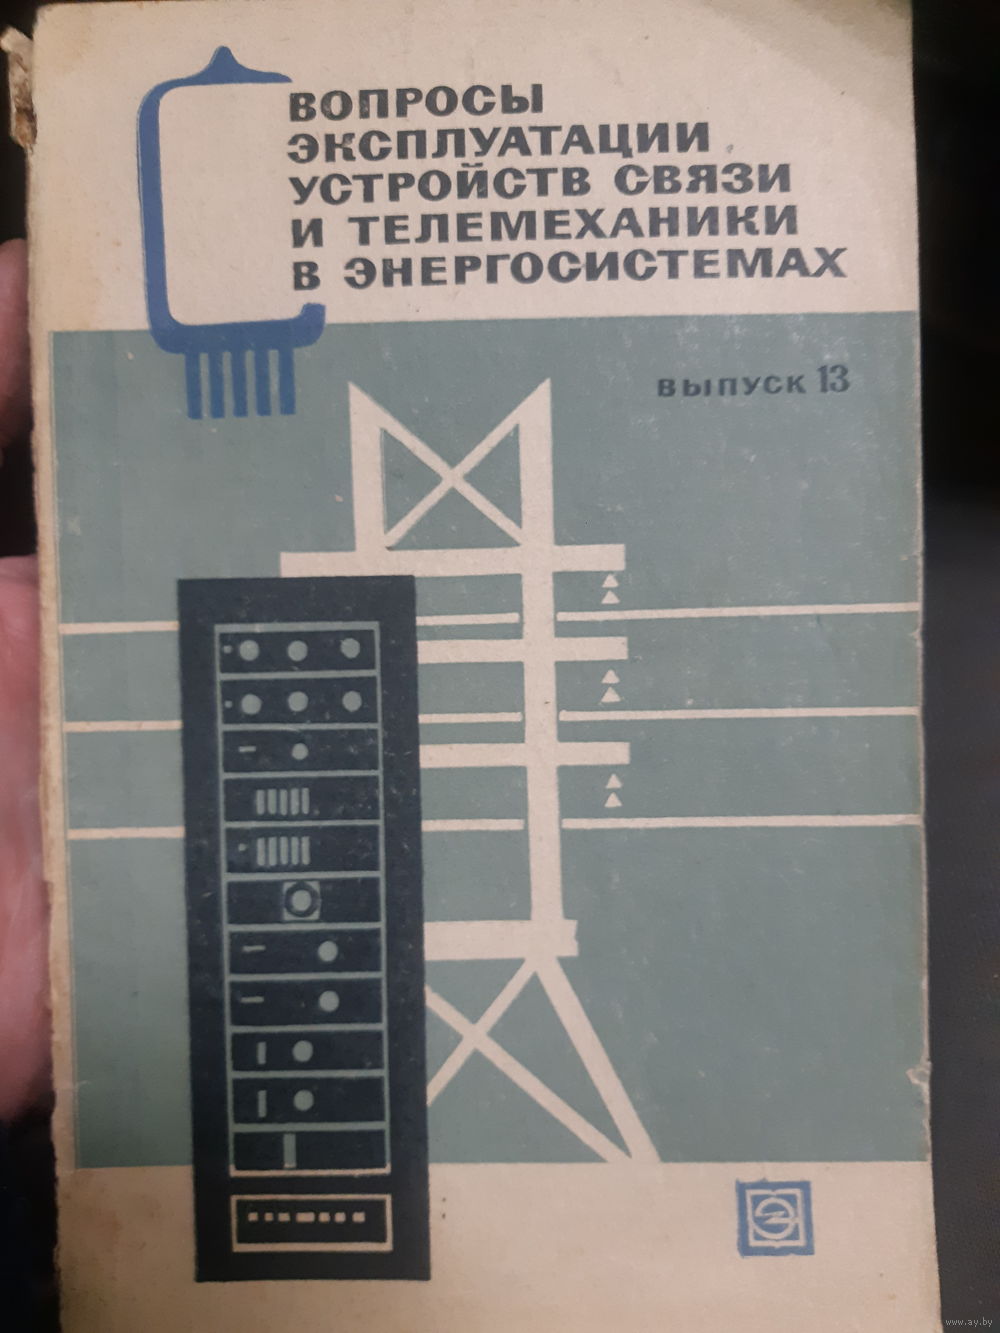 ВОПРОСЫ
ЭКСПЛУАТАЦИИ
УСТРОЙСТВ СВЯЗИ
И ТЕЛЕМЕХАНИКИ
В ЭНЕРГОСИСТЕМАХ
ВЫПУСК 13
Э
www.ay.by